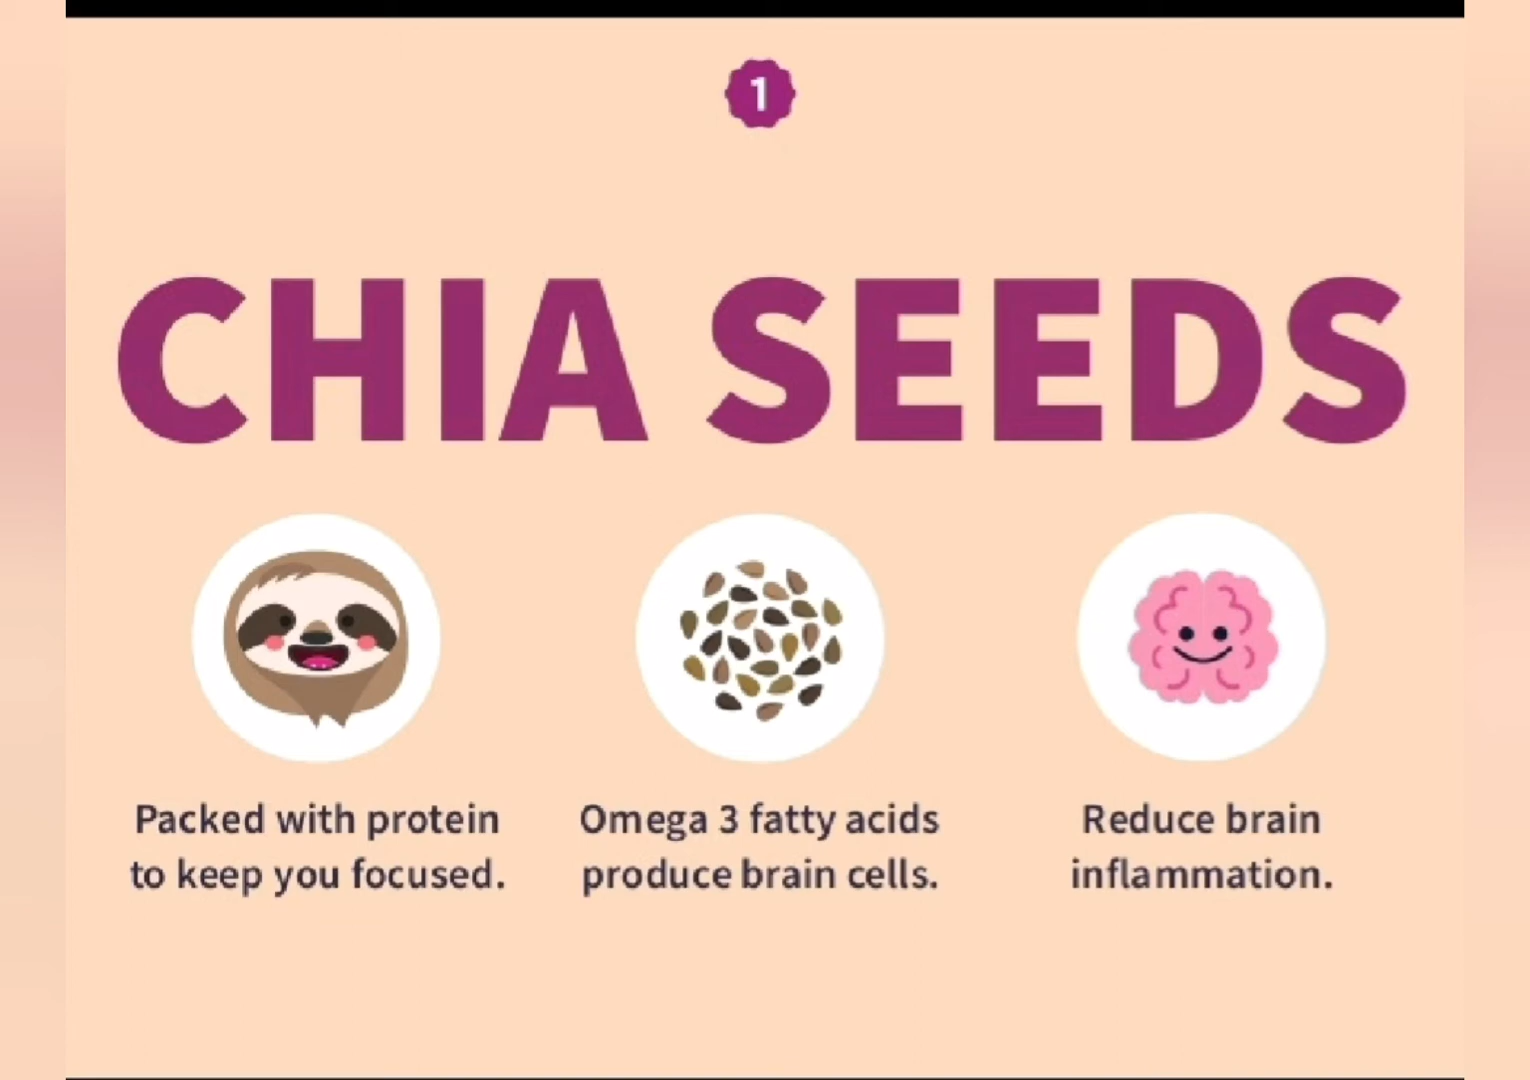 1
CHIA SEEDS
Packed with protein
to keep you focused.
Omega 3 fatty acids
produce brain cells.
Reduce brain
inflammation.